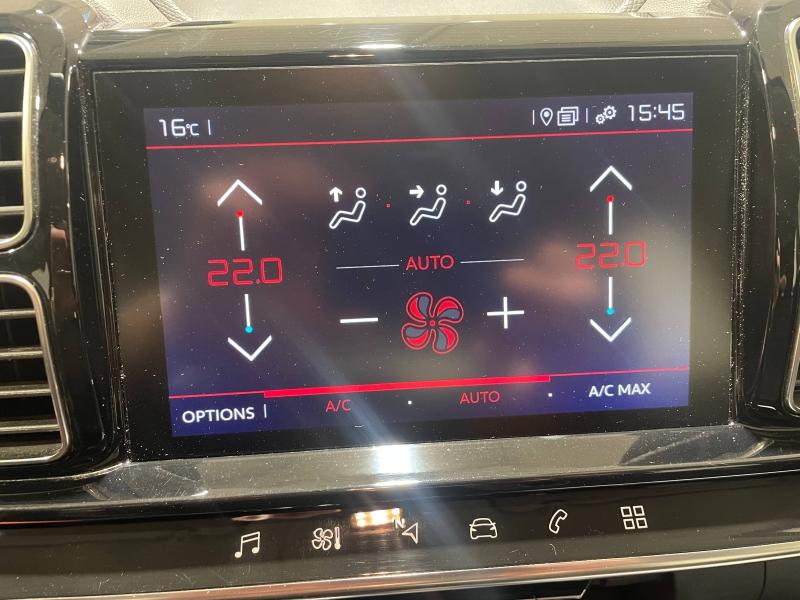 16°C
15:45
22.0
AUTO
22.0
OPTIONS
A/C
AUTO
A/C MAX
N